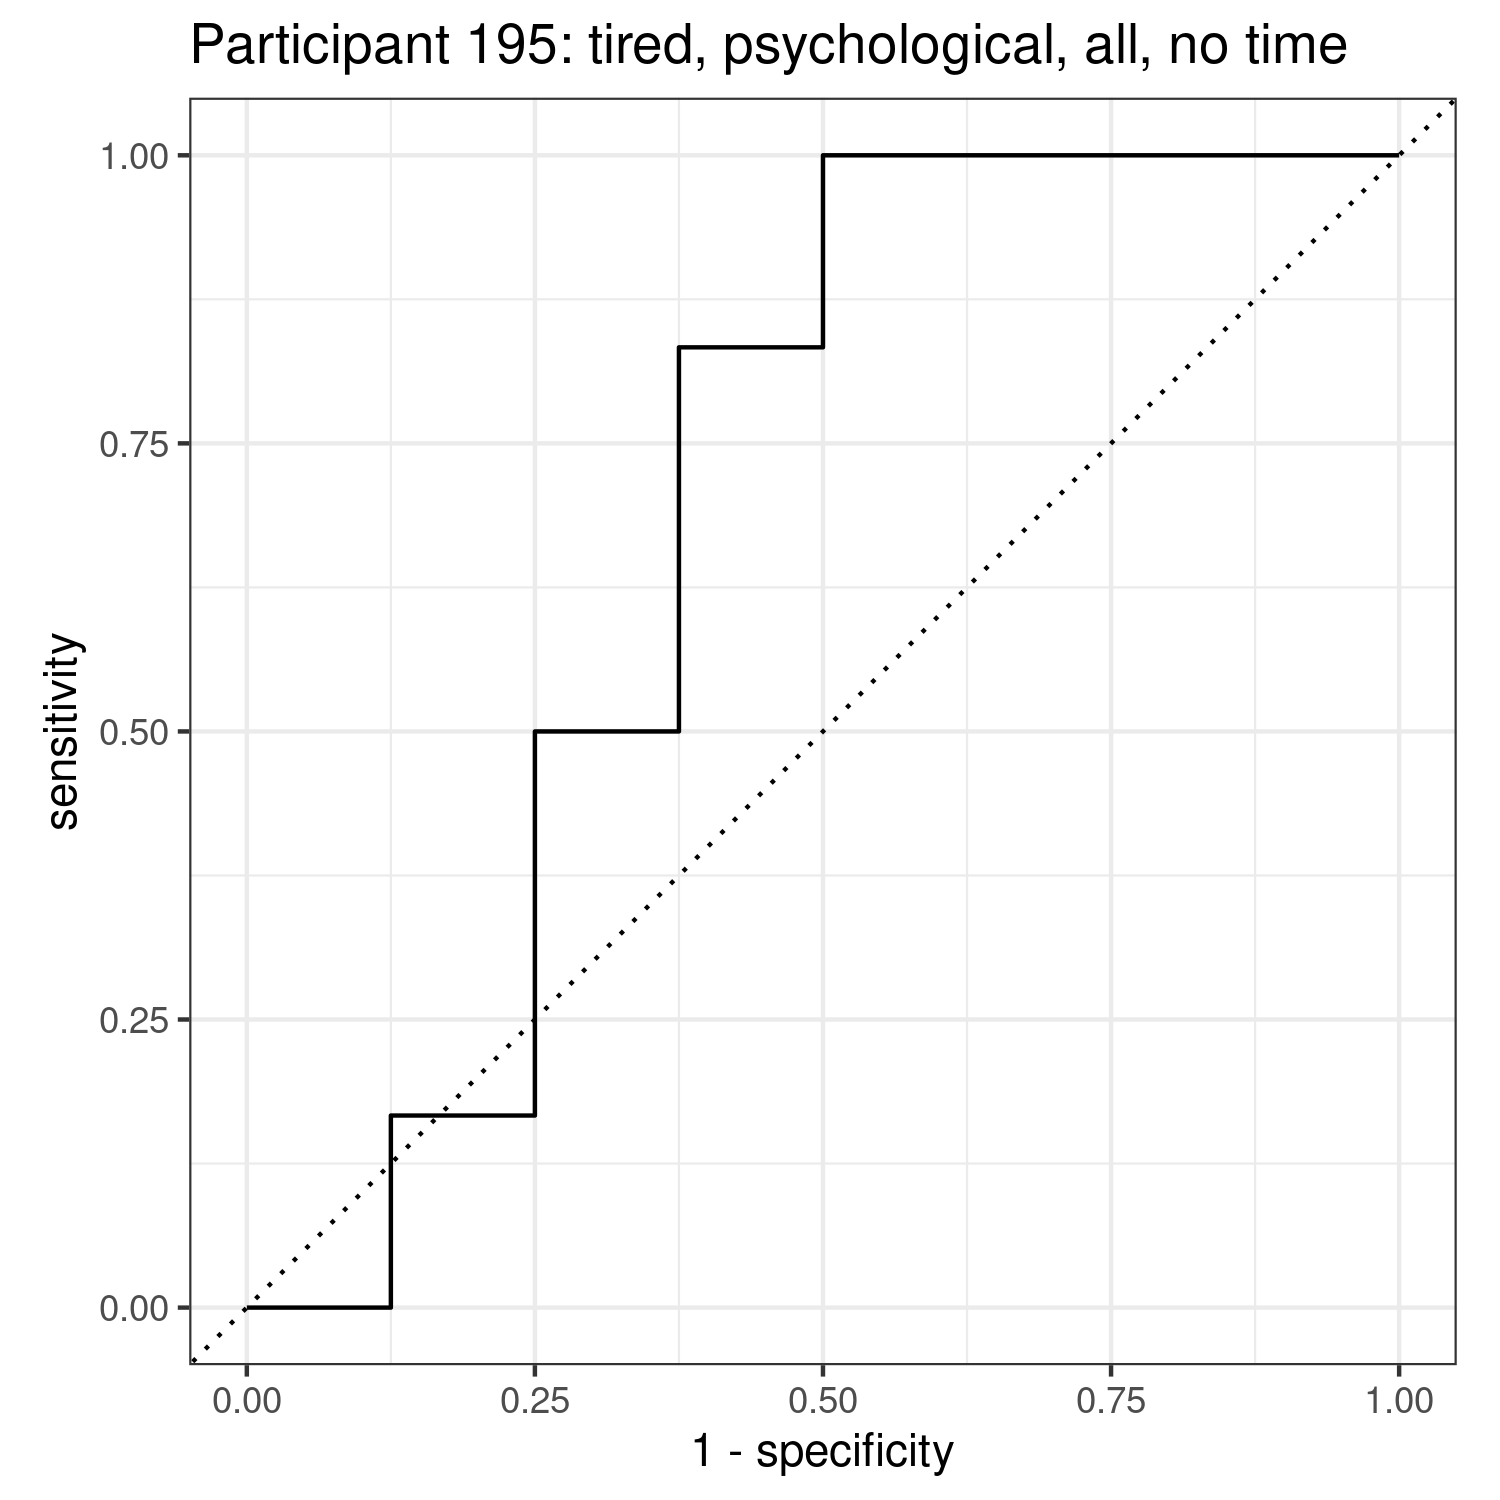 Participant 195: tired, psychological, all, no time
sensitivity
1.00
0.75
0.50
0.25
0.00
0.00 0.25 0.50 0.75 1.00
1 - specificity